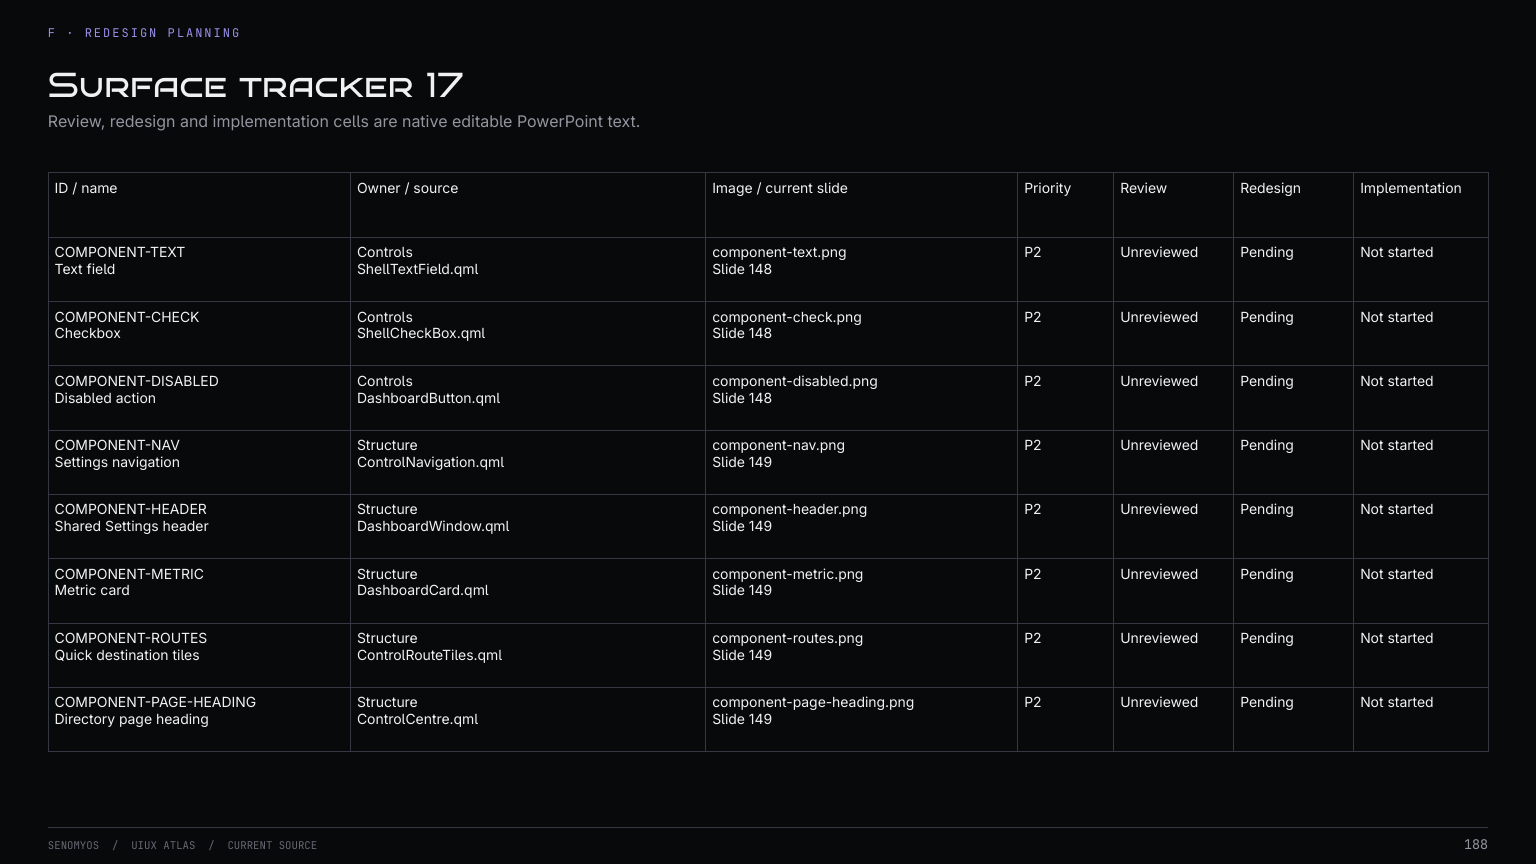 F · REDESIGN PLANNING
Surface tracker 17
Review, redesign and implementation cells are native editable PowerPoint text.
ID / name Owner / source Image / current slide Priority Review Redesign Implementation
COMPONENT-TEXT Controls component-text.png P2 Unreviewed Pending Not started
Text field ShellTextField.qml Slide 148
COMPONENT-CHECK Controls component-check.png P2 Unreviewed Pending Not started
Checkbox ShellCheckBox.qml Slide 148
COMPONENT-DISABLED Controls component-disabled.png P2 Unreviewed Pending Not started
Disabled action DashboardButton.qml Slide 148
COMPONENT-NAV Structure component-nav.png P2 Unreviewed Pending Not started
Settings navigation ControlNavigation.qml Slide 149
COMPONENT-HEADER Structure component-header.png P2 Unreviewed Pending Not started
Shared Settings header DashboardWindow.qml Slide 149
COMPONENT-METRIC Structure component-metric.png P2 Unreviewed Pending Not started
Metric card DashboardCard.qml Slide 149
COMPONENT-ROUTES Structure component-routes.png P2 Unreviewed Pending Not started
Quick destination tiles ControlRouteTiles.qml Slide 149
COMPONENT-PAGE-HEADING Structure component-page-heading.png P2 Unreviewed Pending Not started
Directory page heading ControlCentre.qml Slide 149
SENOMYOS / UIUX ATLAS / CURRENT SOURCE 188